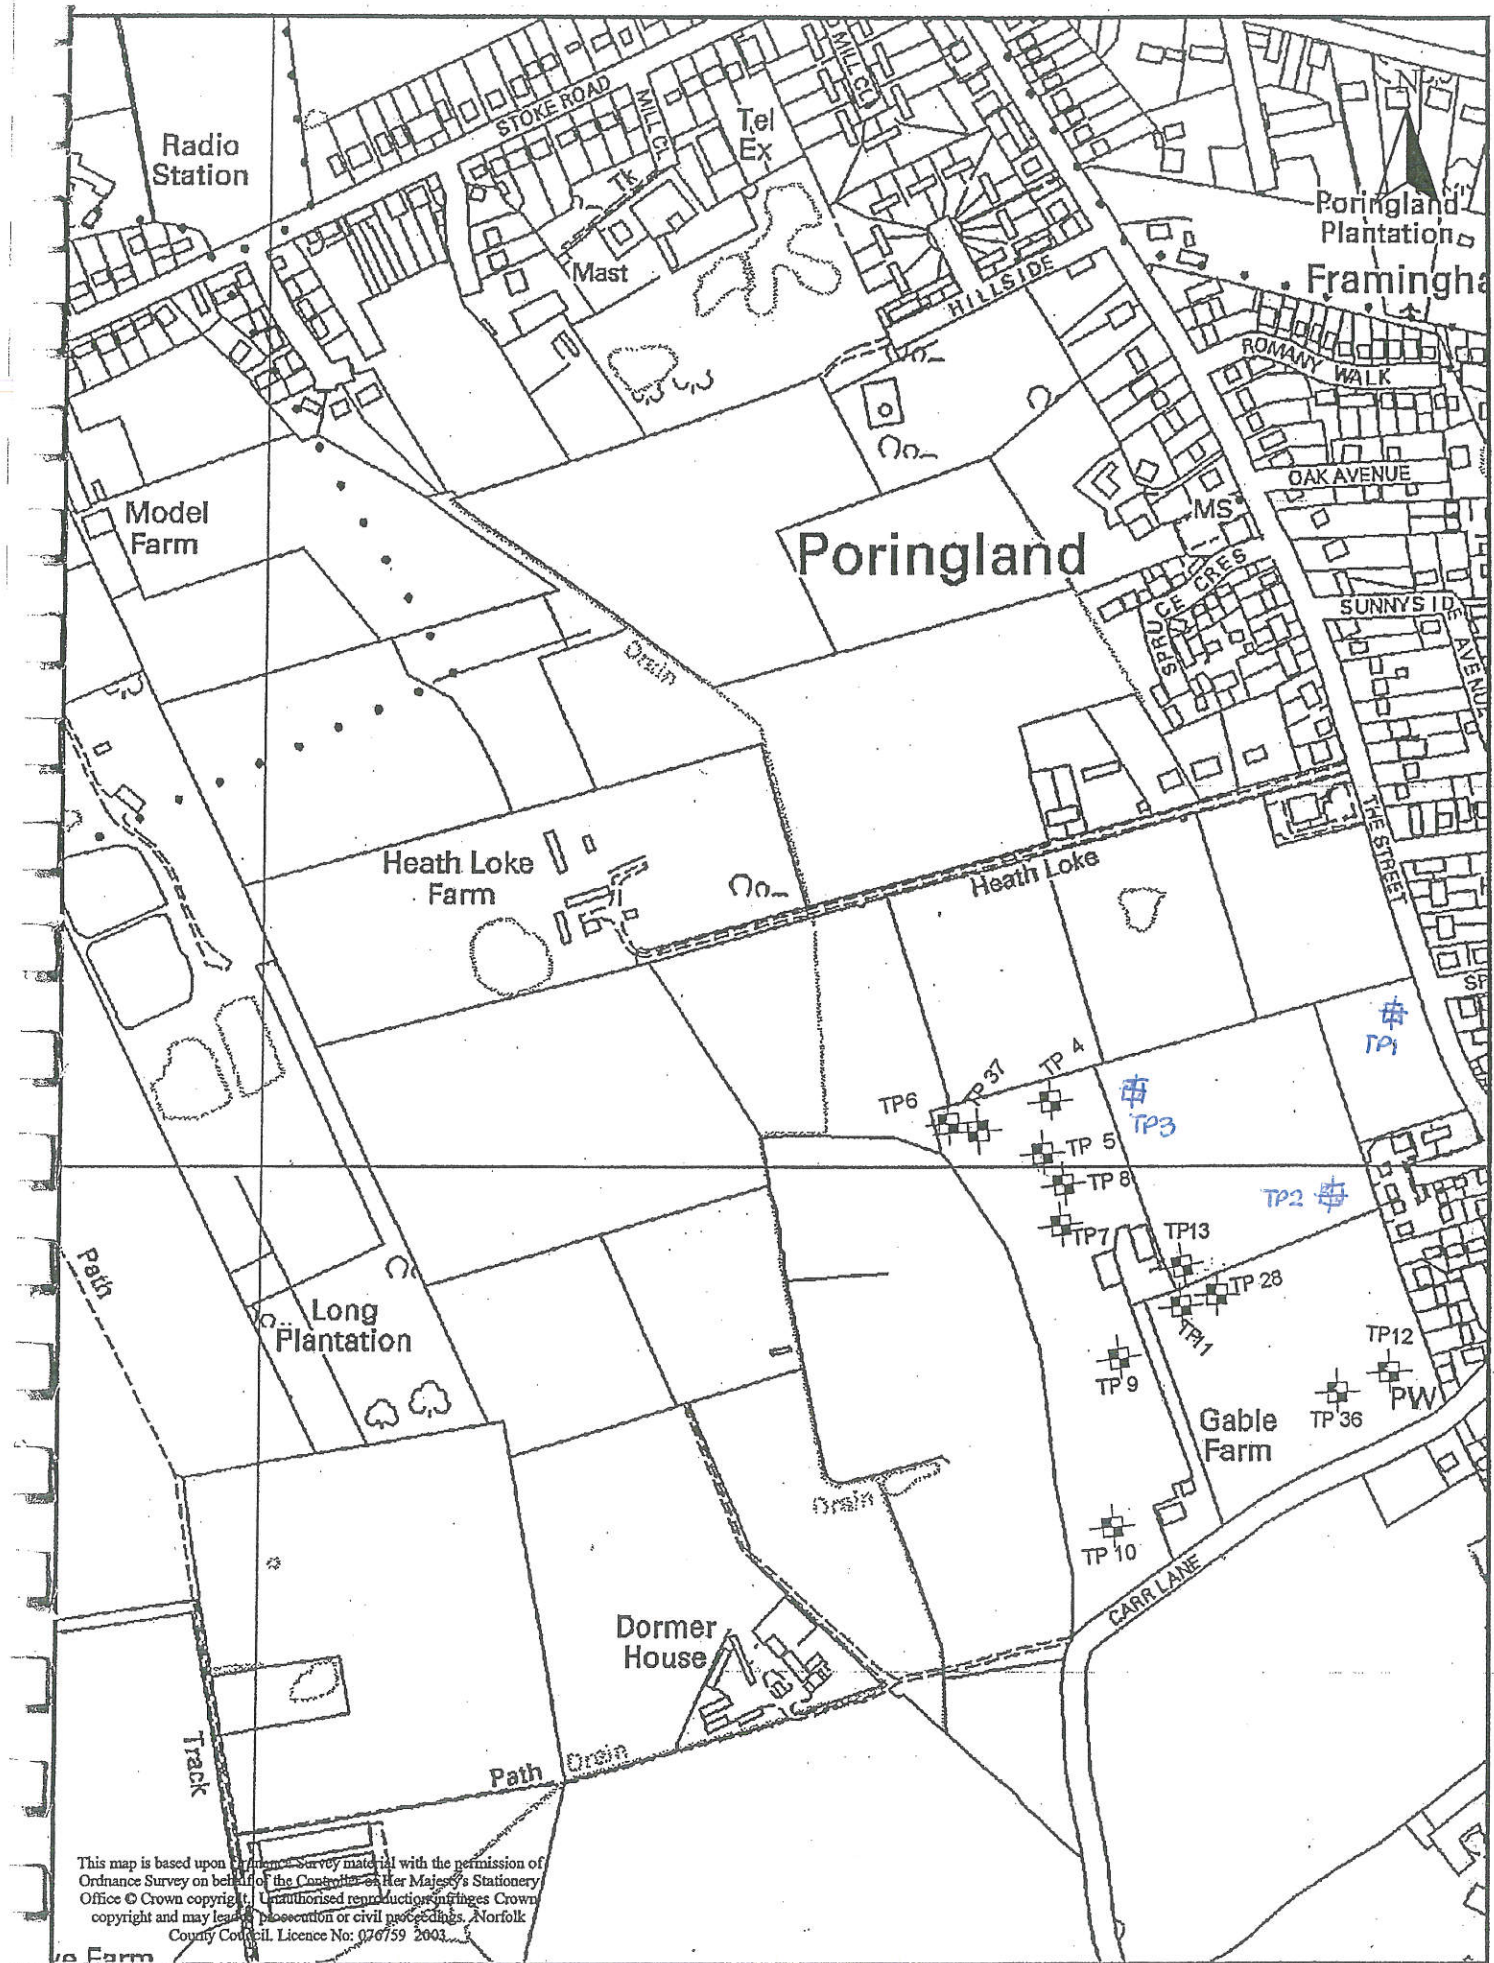 STOKE ROAD
MILL CL
MILL CL
Tel
Ex
N
Radio
Station
Tk
Mast
Poringland
Plantation
HILLSIDE
Framingha
ROMANY WALK
OAK AVENUE
MS
Model
Farm
Poringland
SPRUCE CRES
SUNNYSIDE AVENU
Drain
THE STREET
Heath Loke
Farm
Heath Loke
SP
TP1
TP6
TP 37
TP 4
TP3
TP 5
TP 8
TP2
TP7
TP13
TP 28
TP11
Path
Long
Plantation
TP12
TP 9
TP 36
PW
Gable
Farm
Drain
TP 10
CARR LANE
Dormer
House
Track
Path
Drain
This map is based upon Ordnance Survey material with the permission of
Ordnance Survey on behalf of the Controller of Her Majesty's Stationery
Office © Crown copyright. Unauthorised reproduction infringes Crown
copyright and may lead to prosecution or civil proceedings. Norfolk
County Council. Licence No: 076759 2003
ve Farm